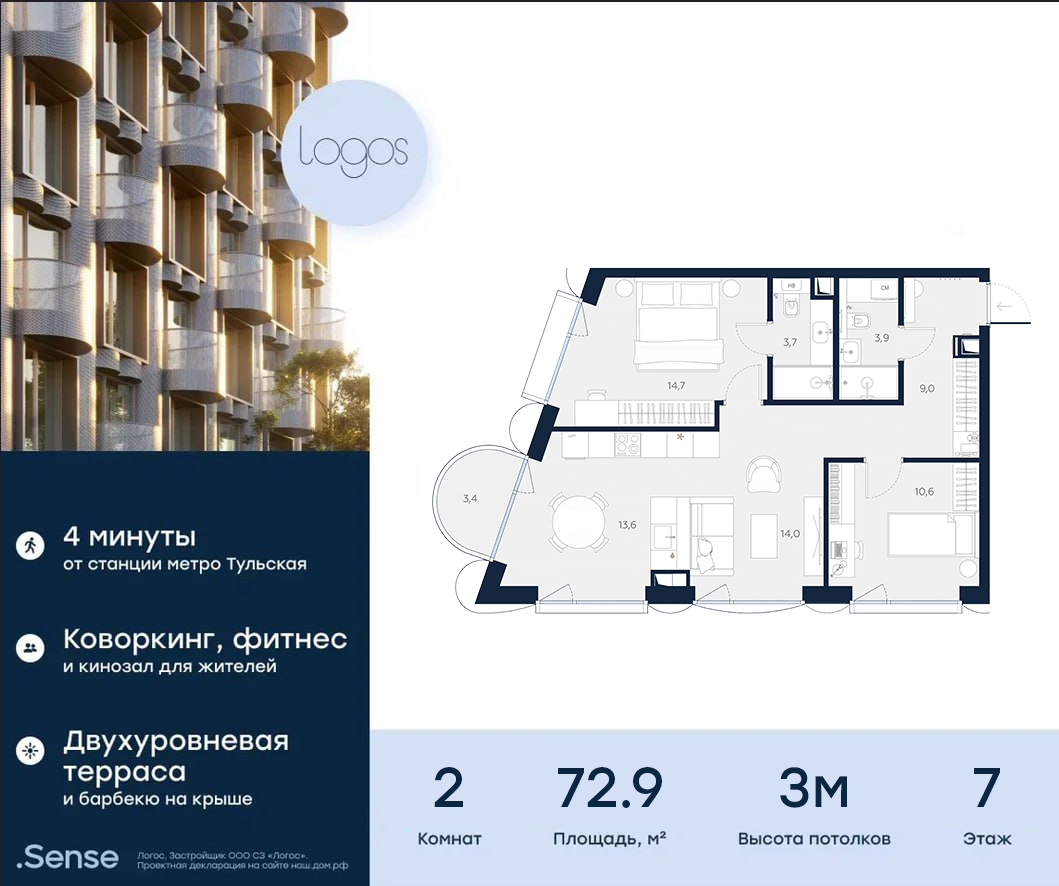 logos
4 минуты
от станции метро Тульская
Коворкинг, фитнес
и кинозал для жителей
Двухуровневая
терраса
и барбекю на крыше
.Sense
Логос. Застройщик ООО СЗ «Логос».
Проектная декларация на сайте наш.дом.рф
НВ
СМ
3.7
3.9
14,7
9,0
3,4
13,6
14,0
10,6
2
72.9
3м
7
Комнат
Площадь, м²
Высота потолков
Этаж